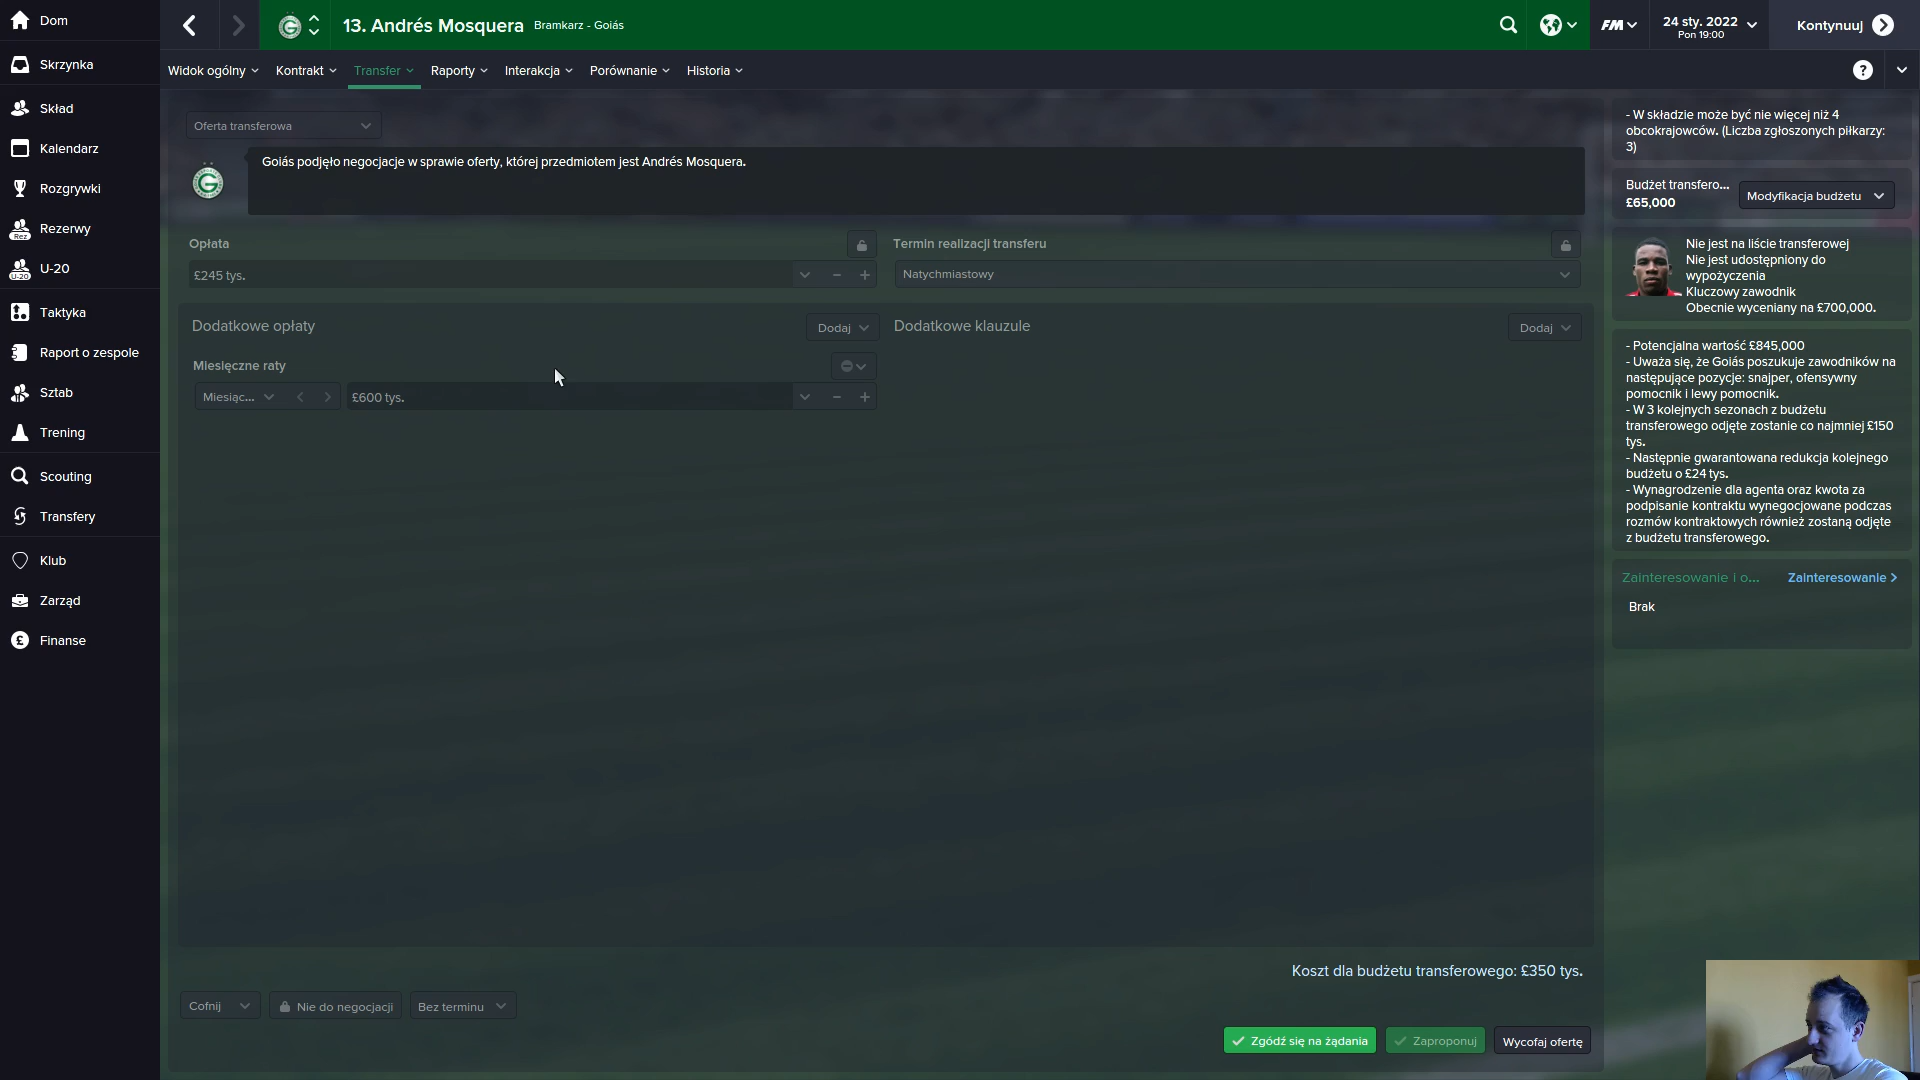 Dom
Skrzynka
Skład
Kalendarz
Rozgrywki
Rezerwy
Rez
U-20
U-20
Taktyka
Raport o zespole
Sztab
Trening
Scouting
Transfery
Klub
Zarząd
Finanse
13. Andrés Mosquera
Bramkarz - Goiás
FM
24 sty. 2022
Pon 19:00
Kontynuuj
Widok ogólny
Kontrakt
Transfer
Raporty
Interakcja
Porównanie
Historia
?
Oferta transferowa
Goiás podjęło negocjacje w sprawie oferty, której przedmiotem jest Andrés Mosquera.
Opłata
£245 tys.
Termin realizacji transferu
Natychmiastowy
Dodatkowe opłaty
Dodaj
Dodatkowe klauzule
Dodaj
Miesięczne raty
Miesiąc...
£600 tys.
Koszt dla budżetu transferowego: £350 tys.
Cofnij
Nie do negocjacji
Bez terminu
Zgódź się na żądania
Zaproponuj
Wycofaj ofertę
- W składzie może być nie więcej niż 4
obcokrajowców. (Liczba zgłoszonych piłkarzy:
3)
Budżet transfero...
£65,000
Modyfikacja budżetu
Nie jest na liście transferowej
Nie jest udostępniony do
wypożyczenia
Kluczowy zawodnik
Obecnie wyceniany na £700,000.
- Potencjalna wartość £845,000
- Uważa się, że Goiás poszukuje zawodników na
następujące pozycje: snajper, ofensywny
pomocnik i lewy pomocnik.
- W 3 kolejnych sezonach z budżetu
transferowego odjęte zostanie co najmniej £150
tys.
- Następnie gwarantowana redukcja kolejnego
budżetu o £24 tys.
- Wynagrodzenie dla agenta oraz kwota za
podpisanie kontraktu wynegocjowane podczas
rozmów kontraktowych również zostaną odjęte
z budżetu transferowego.
Zainteresowanie i o...
Zainteresowanie
Brak